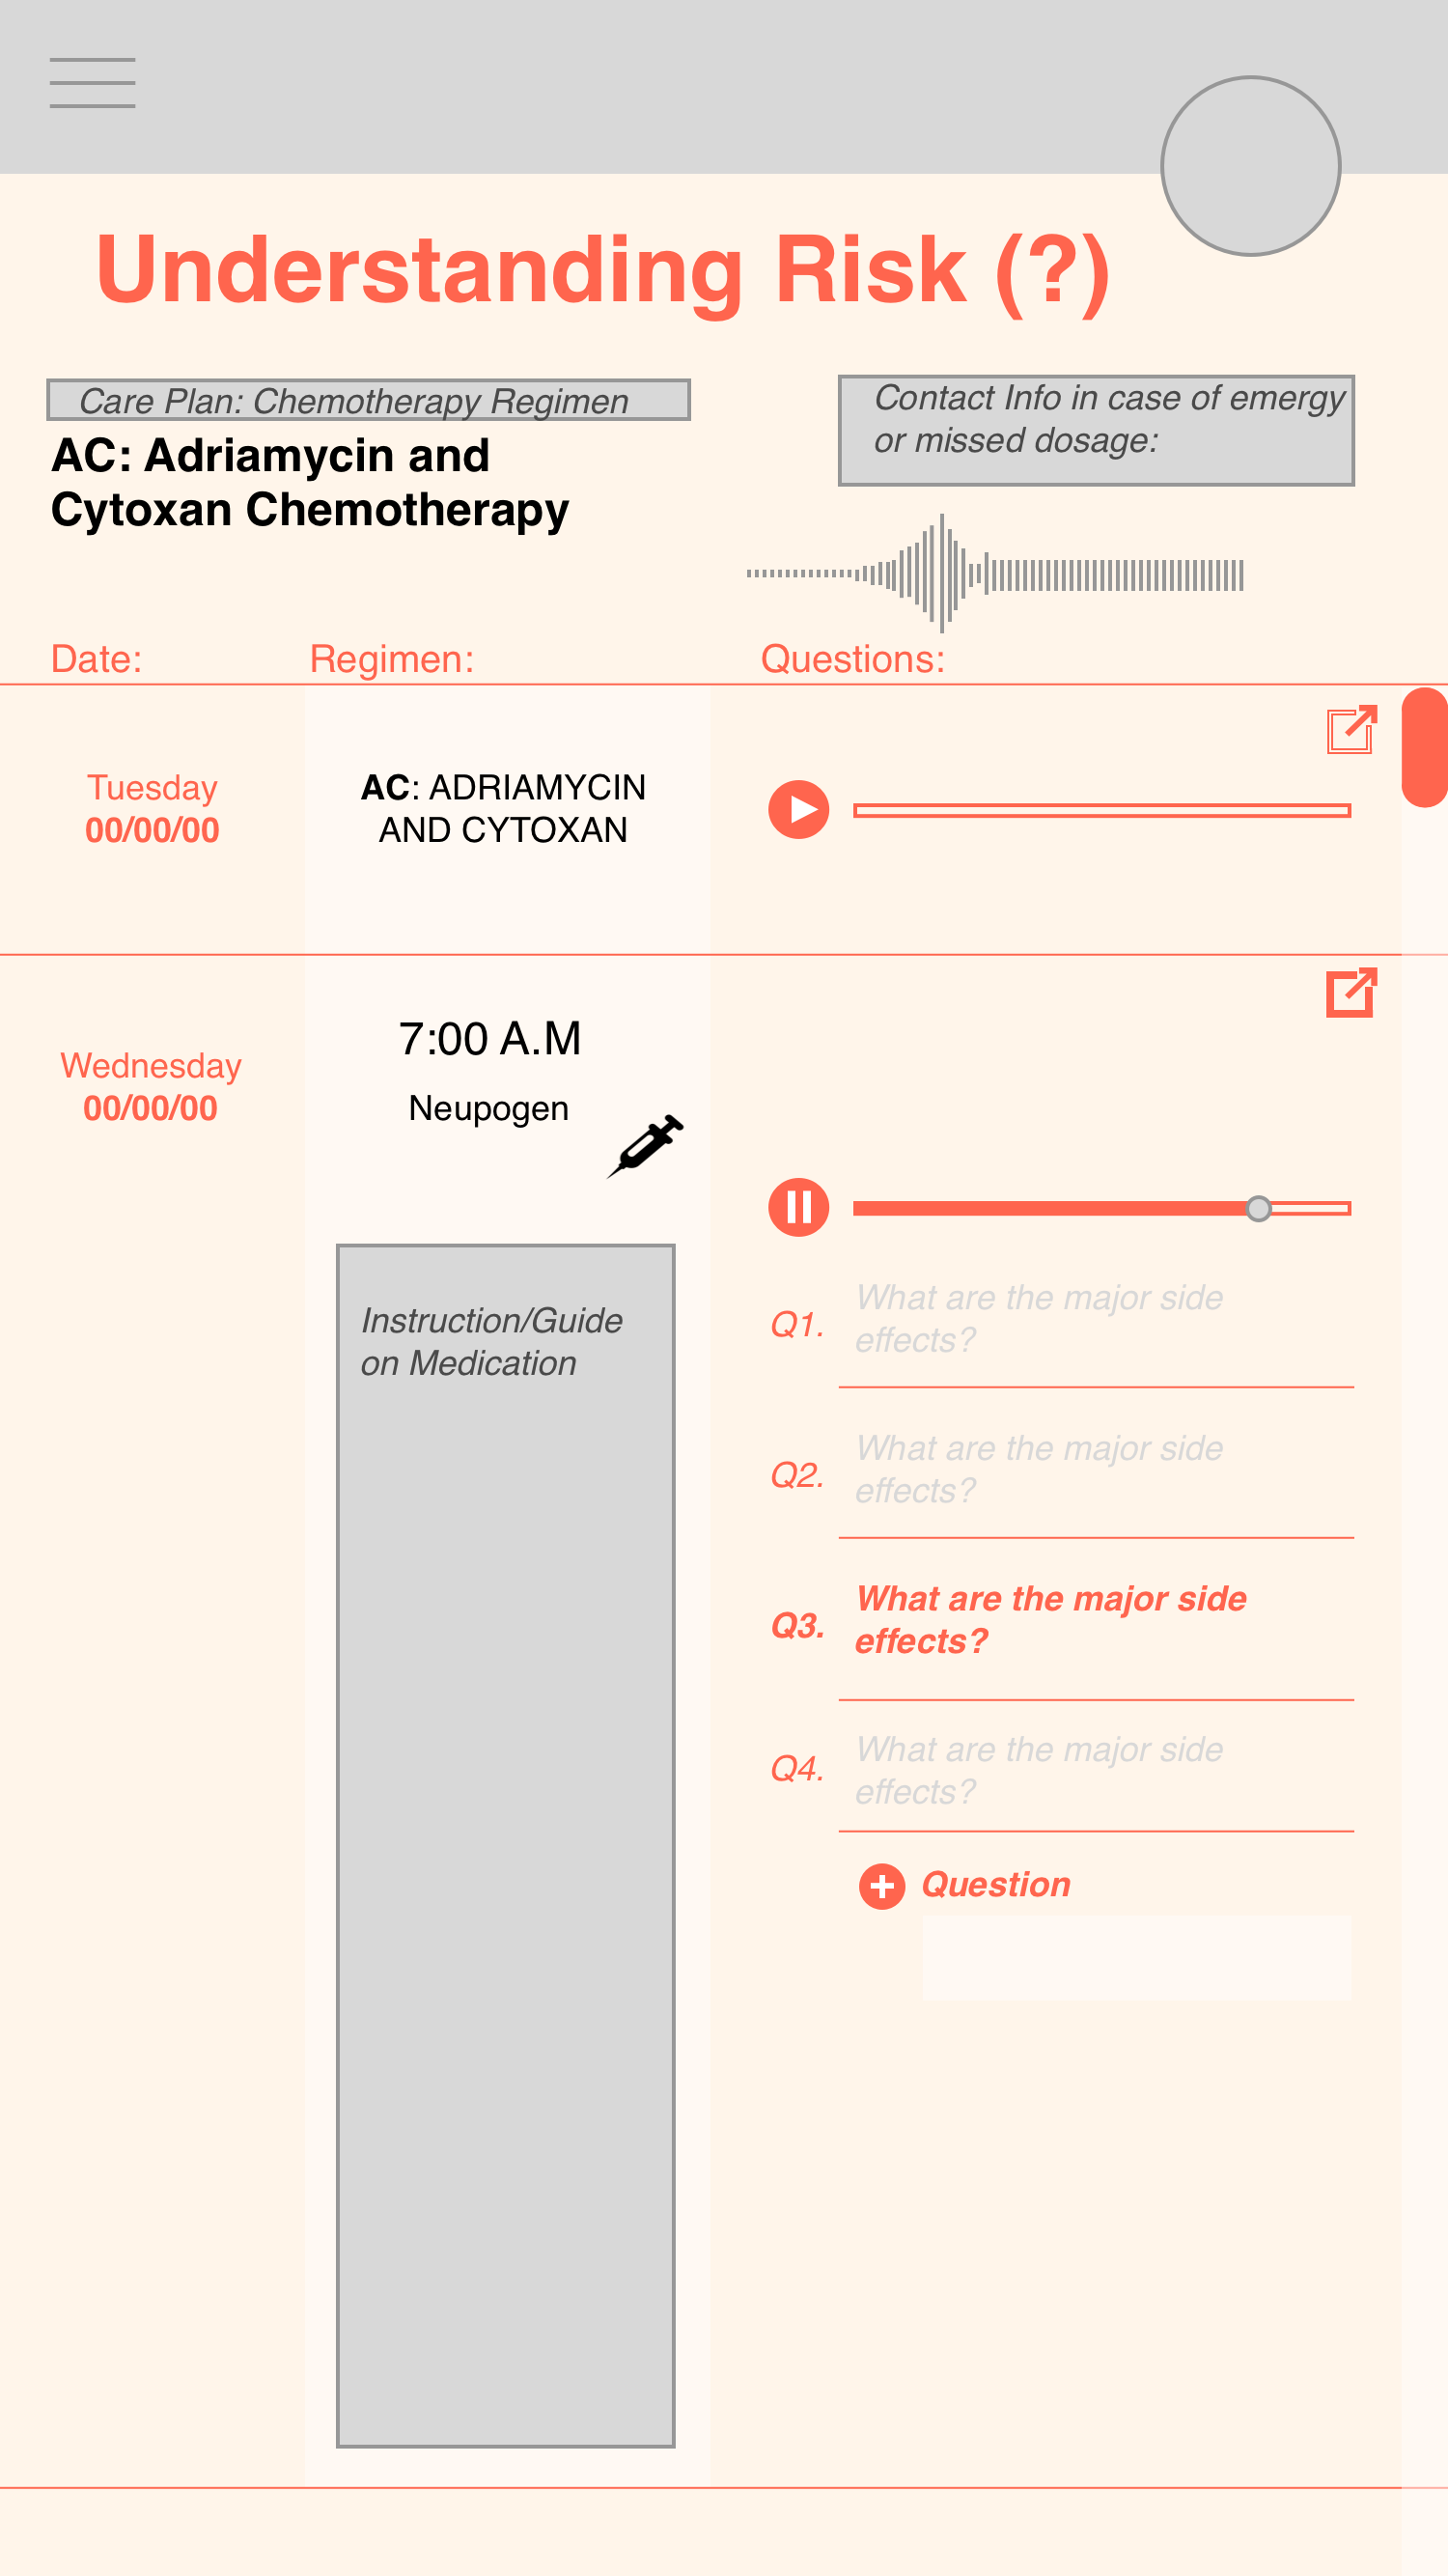 Understanding Risk (?)
Care Plan: Chemotherapy Regimen
AC: Adriamycin and
Cytoxan Chemotherapy
Contact Info in case of emergy
or missed dosage:
Date:
Regimen:
Questions:
Tuesday
00/00/00
AC: ADRIAMYCIN
AND CYTOXAN
Wednesday
00/00/00
7:00 A.M
Neupogen
Instruction/Guide
on Medication
Q1.
What are the major side
effects?
Q2.
What are the major side
effects?
Q3.
What are the major side
effects?
Q4.
What are the major side
effects?
Question